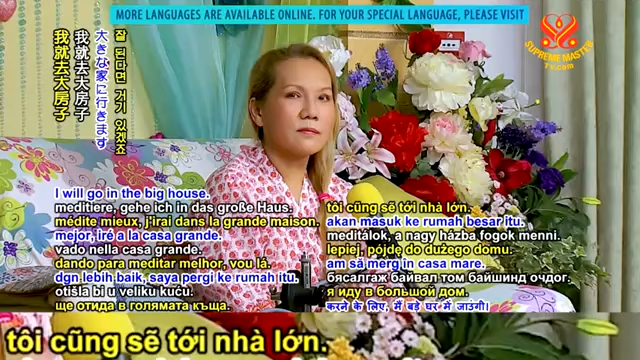 MORE LANGUAGES ARE AVAILABLE ONLINE. FOR YOUR SPECIAL LANGUAGE, PLEASE VISIT
SUPREME MASTER
TV.com
잘 된다면 거기 있겠죠
大きな家に行きます
我就去大房子
我就去大房子
I will go in the big house.
meditiere, gehe ich in das große Haus.
médite mieux, j'irai dans la grande maison.
mejor, iré a la casa grande.
vado nella casa grande.
dando para meditar melhor, vou lá.
dgn lebih baik, saya pergi ke rumah itu.
otišla bi u veliku kuću.
ще отида в голямата къща.
tôi cũng sẽ tới nhà lớn.
akan masuk ke rumah besar itu.
meditálok, a nagy házba fogok menni.
lepiej, pójdę do dużego domu.
am să merg in casa mare.
бясалгаж байвал том байшинд очдог.
я иду в большой дом.
करने के लिए, मैं बड़े घर में जाउंगी।
tôi cũng sẽ tới nhà lớn.